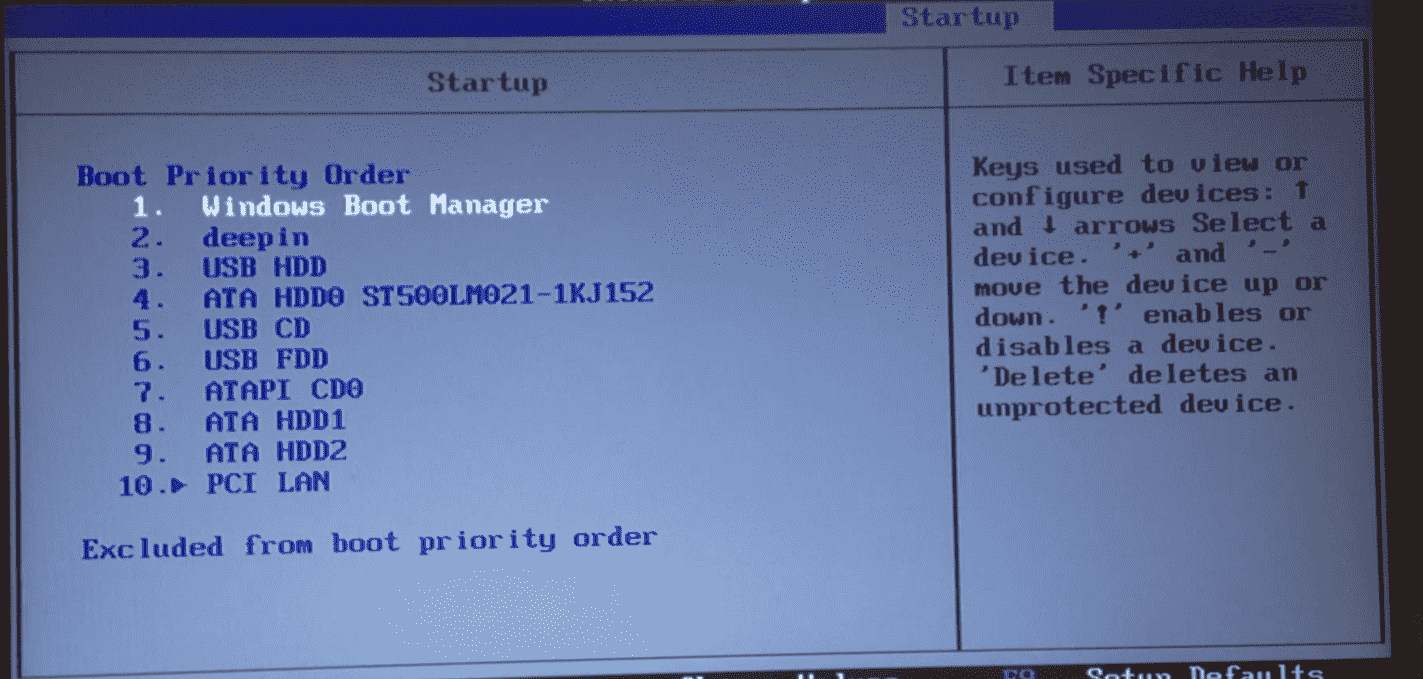 Startup
Startup
Item Specific Help
Boot Priority Order
1. Windows Boot Manager
2. deepin
3. USB HDD
4. ATA HDD0 ST500LM021-1KJ152
5. USB CD
6. USB FDD
7. ATAPI CD0
8. ATA HDD1
9. ATA HDD2
10.▶ PCI LAN
Excluded from boot priority order
Keys used to view or
configure devices: ↑
and ↓ arrows Select a
device. '+' and '-'
move the device up or
down. '!' enables or
disables a device.
'Delete' deletes an
unprotected device.
F9 Setup Defaults